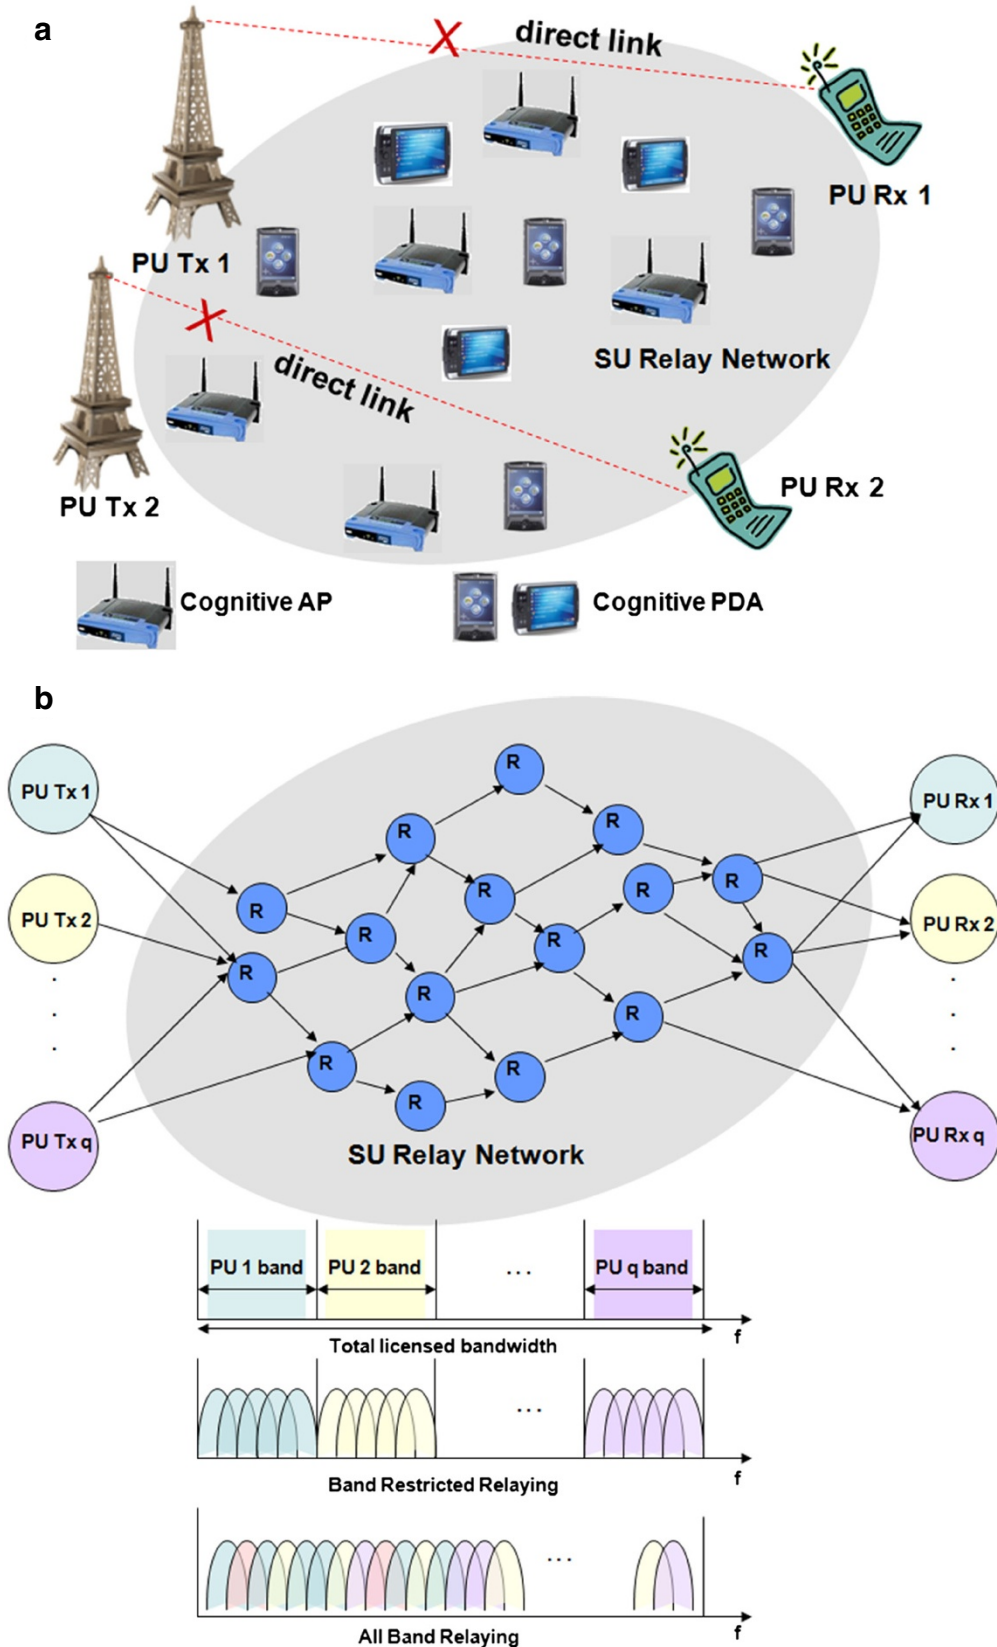 a
direct link
PU Rx 1
PU Tx 1
SU Relay Network
direct link
PU Rx 2
PU Tx 2
Cognitive AP
Cognitive PDA
b
PU Tx 1
R
PU Rx 1
R
R
R
R
R
R
PU Tx 2
R
PU Rx 2
R
R
R
R
R
R
R
R
R
PU Tx q
PU Rx q
SU Relay Network
PU 1 band
PU 2 band
...
PU q band
f
Total licensed bandwidth
...
f
Band Restricted Relaying
...
f
All Band Relaying